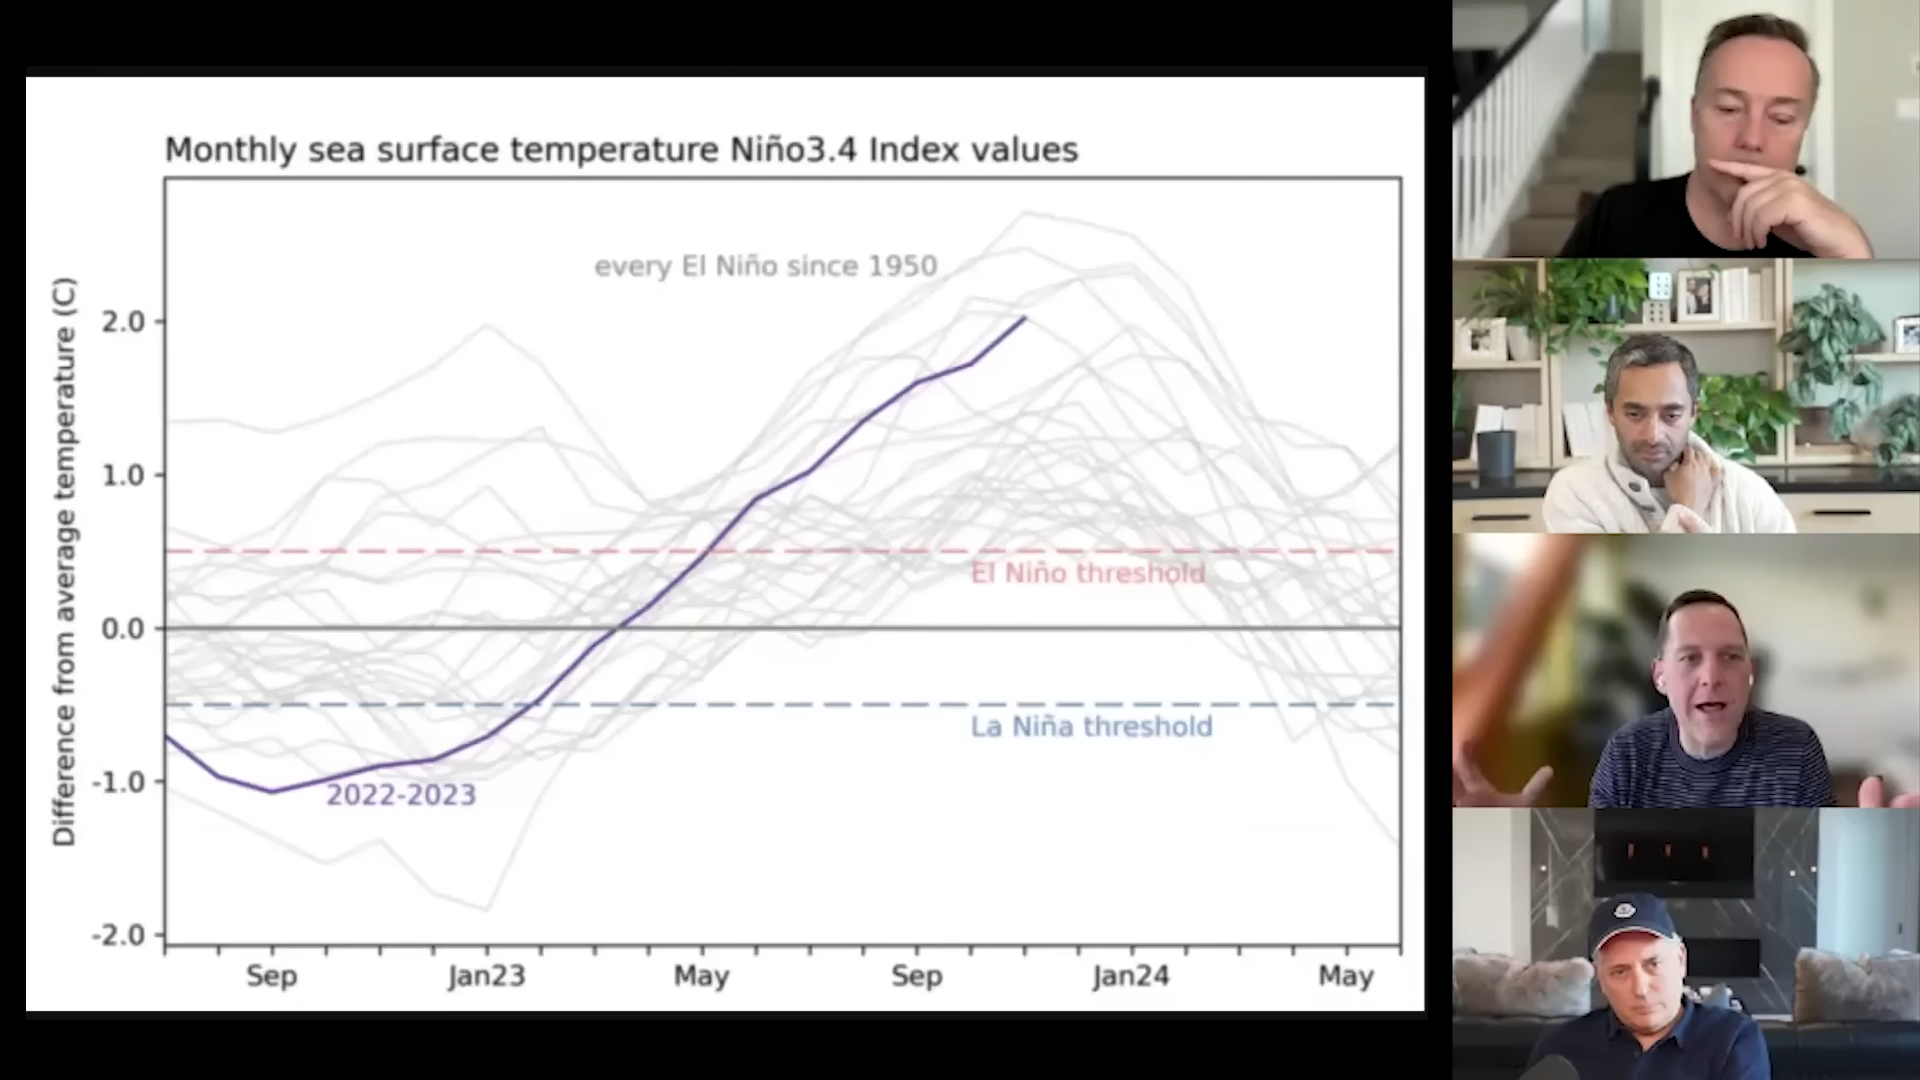 Monthly sea surface temperature Niño3.4 Index values
every El Niño since 1950
Difference from average temperature (C)
2.0
1.0
0.0
-1.0
-2.0
El Niño threshold
La Niña threshold
2022-2023
Sep
Jan23
May
Sep
Jan24
May